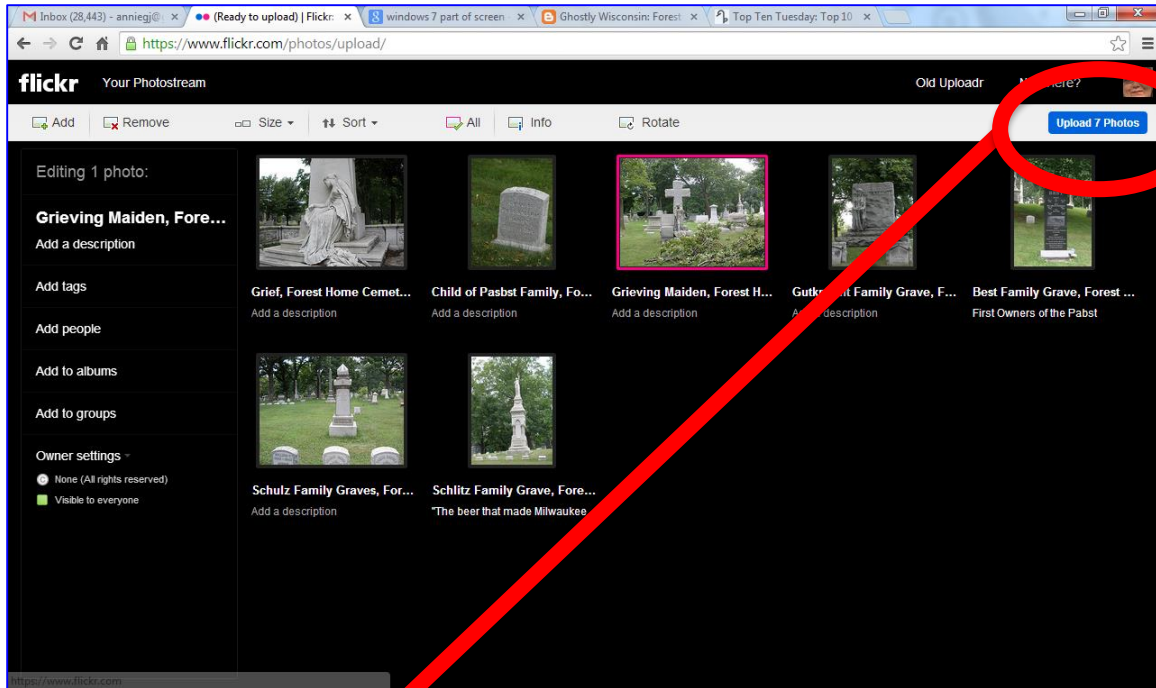 Inbox (28,443) - anniegj@ (Ready to upload) | Flickr: windows 7 part of screen Ghostly Wisconsin: Forest Top Ten Tuesday: Top 10
https://www.flickr.com/photos/upload/
flickr Your Photostream Old Uploadr
Add Remove Size Sort All Info Rotate Upload 7 Photos
Editing 1 photo:
Grieving Maiden, Fore...
Add a description
Add tags
Add people
Add to albums
Add to groups
Owner settings
None (All rights reserved)
Visible to everyone
Grief, Forest Home Cemet... Child of Pasbst Family, Fo... Grieving Maiden, Forest H... Family Grave, F... Best Family Grave, Forest ...
Add a description Add a description Add a description description First Owners of the Pabst
Schulz Family Graves, For... Schlitz Family Grave, Fore...
Add a description "The beer that made Milwaukee
https://www.flickr.com